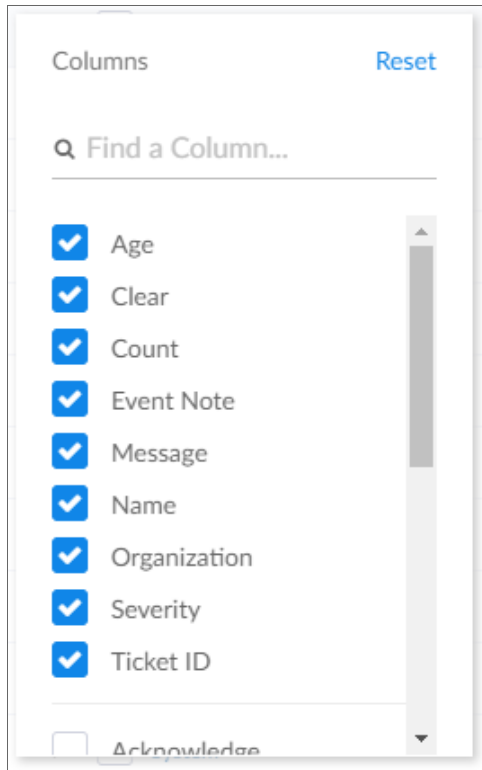 Columns Reset
Find a Column...
Age
Clear
Count
Event Note
Message
Name
Organization
Severity
Ticket ID
Acknowledge